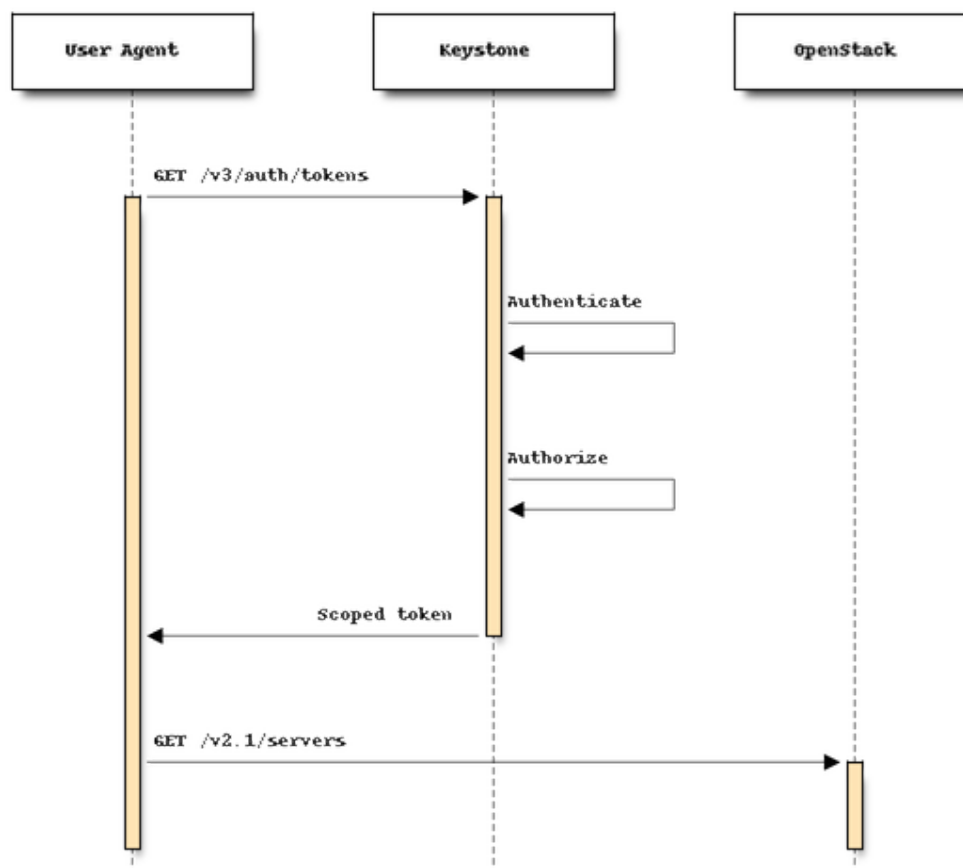 User Agent
Keystone
OpenStack
GET /v3/auth/tokens
Authenticate
Authorize
Scoped token
GET /v2.1/servers